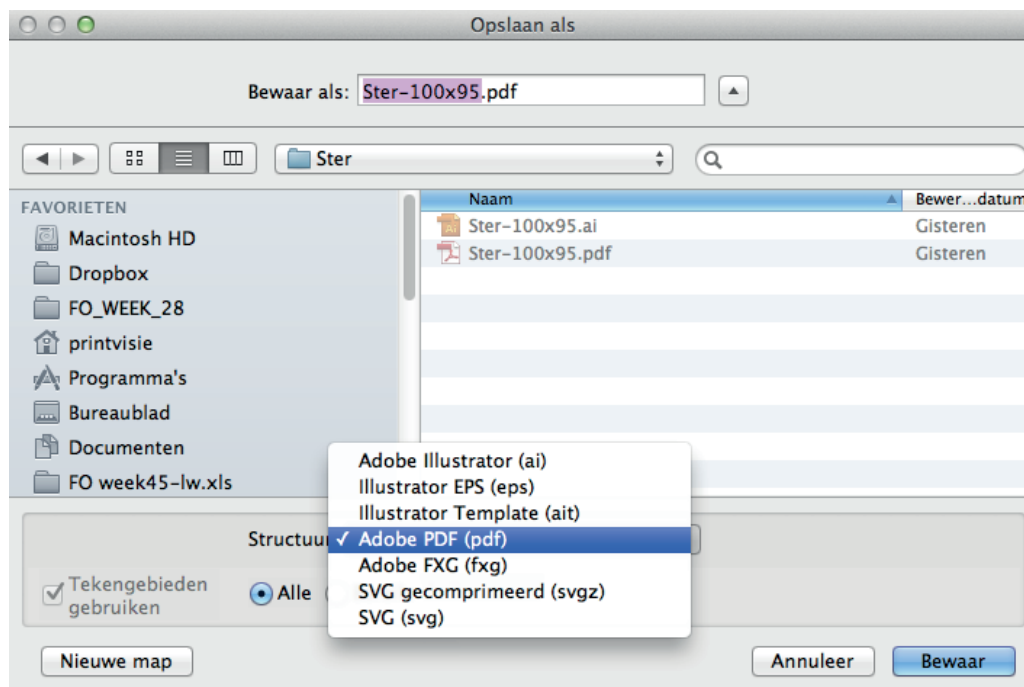 Opslaan als
Bewaar als: Ster-100x95.pdf
Ster
FAVORIETEN
Macintosh HD
Dropbox
FO_WEEK_28
printvisie
Programma's
Bureaublad
Documenten
FO week45-lw.xls
Naam Bewer...datum
Ster-100x95.ai Gisteren
Ster-100x95.pdf Gisteren
Adobe Illustrator (ai)
Illustrator EPS (eps)
Illustrator Template (ait)
Structuu ✓ Adobe PDF (pdf)
Adobe FXG (fxg)
SVG gecomprimeerd (svgz)
SVG (svg)
Tekengebieden
gebruiken
Alle
Nieuwe map Annuleer Bewaar